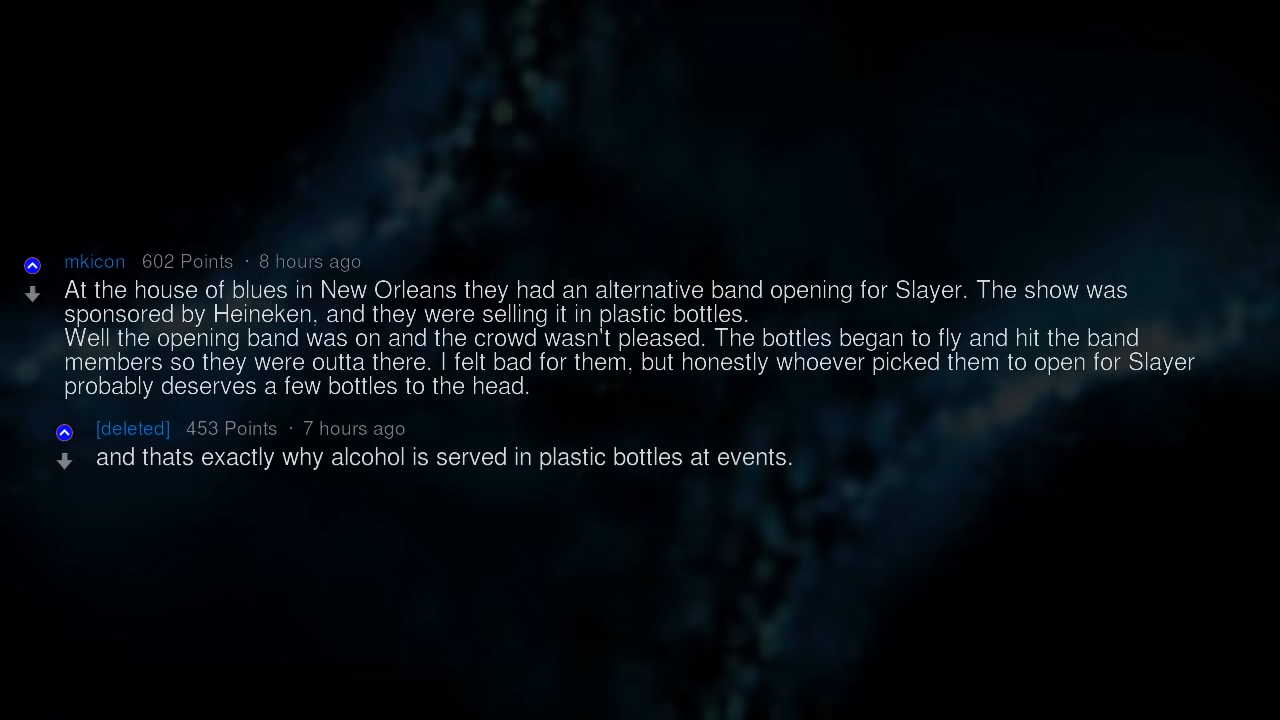 mkicon 602 Points · 8 hours ago
At the house of blues in New Orleans they had an alternative band opening for Slayer. The show was
sponsored by Heineken, and they were selling it in plastic bottles.
Well the opening band was on and the crowd wasn't pleased. The bottles began to fly and hit the band
members so they were outta there. I felt bad for them, but honestly whoever picked them to open for Slayer
probably deserves a few bottles to the head.
[deleted] 453 Points · 7 hours ago
and thats exactly why alcohol is served in plastic bottles at events.